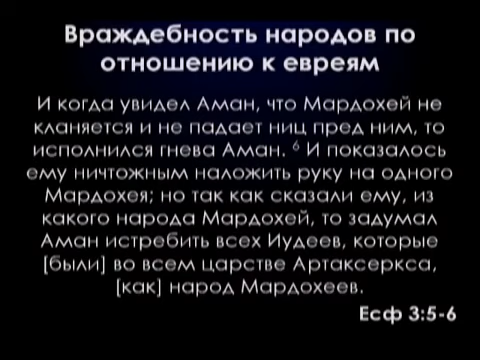 Враждебность народов по
отношению к евреям
И когда увидел Аман, что Мардохей не
кланяется и не падает ниц пред ним, то
исполнился гнева Аман. ⁶ И показалось
ему ничтожным наложить руку на одного
Мардохея; но так как сказали ему, из
какого народа Мардохей, то задумал
Аман истребить всех Иудеев, которые
[были] во всем царстве Артаксеркса,
[как] народ Мардохеев.
Есф 3:5-6